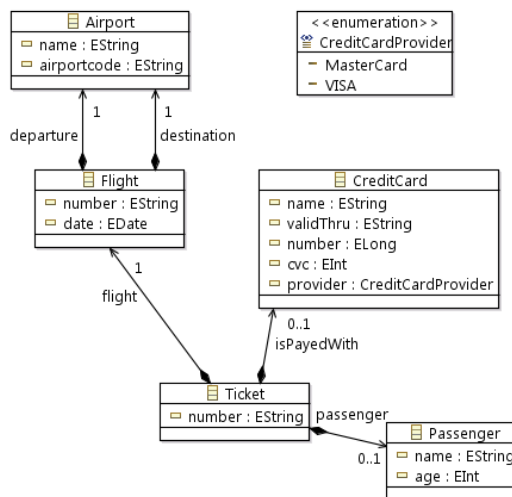 Airport
name : EString
airportcode : EString
<<enumeration>>
CreditCardProvider
MasterCard
VISA
1
1
departure
destination
Flight
number : EString
date : EDate
CreditCard
name : EString
validThru : EString
number : ELong
cvc : EInt
provider : CreditCardProvider
1
flight
0..1
isPayedWith
Ticket
number : EString
passenger
0..1
Passenger
name : EString
age : EInt